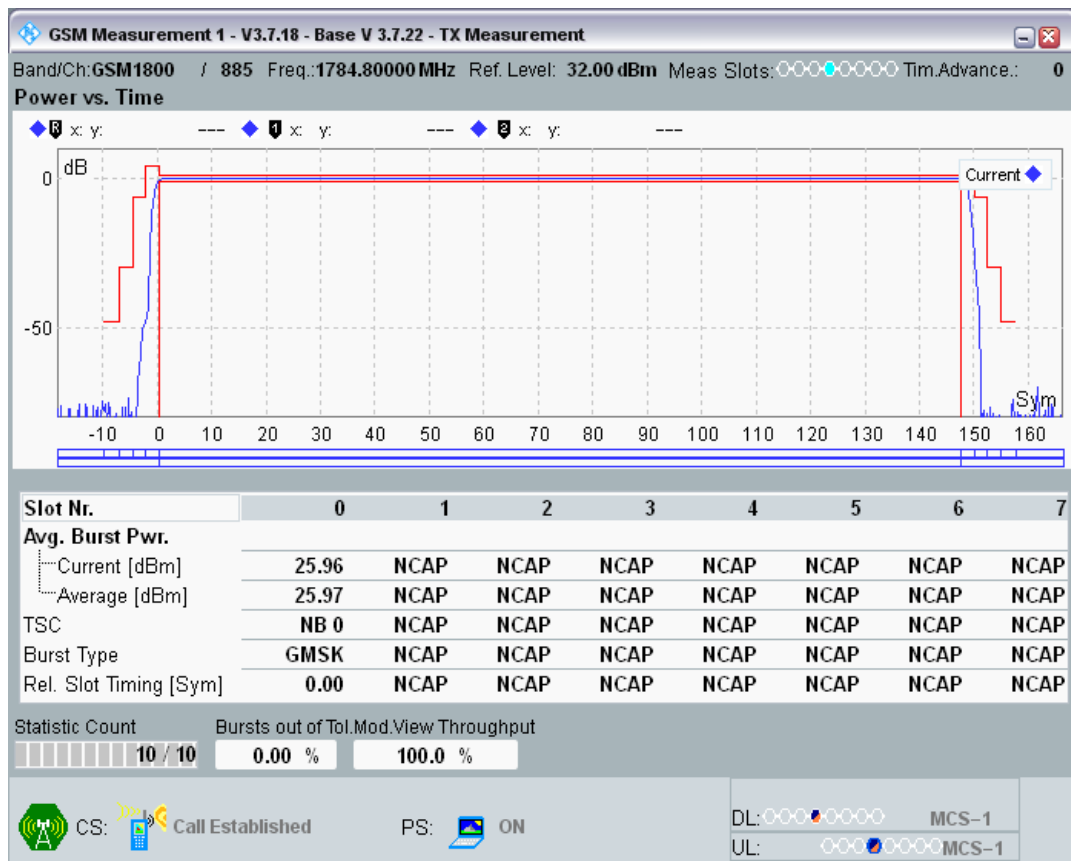 GSM Measurement 1 - V3.7.18 - Base V 3.7.22 - TX Measurement
Band/Ch:GSM1800 / 885 Freq.:1784.80000 MHz Ref. Level: 32.00 dBm Meas Slots: Tim.Advance.: 0
Power vs. Time
R x: y: --- 1 x: y: --- 2 x: y: ---
dB
0
Current
-50
Sym
-10 0 10 20 30 40 50 60 70 80 90 100 110 120 130 140 150 160
Slot Nr. 0 1 2 3 4 5 6 7
Avg. Burst Pwr.
Current [dBm] 25.96 NCAP NCAP NCAP NCAP NCAP NCAP NCAP
Average [dBm] 25.97 NCAP NCAP NCAP NCAP NCAP NCAP NCAP
TSC NB 0 NCAP NCAP NCAP NCAP NCAP NCAP NCAP
Burst Type GMSK NCAP NCAP NCAP NCAP NCAP NCAP NCAP
Rel. Slot Timing [Sym] 0.00 NCAP NCAP NCAP NCAP NCAP NCAP NCAP
Statistic Count Bursts out of Tol.Mod.View Throughput
10 / 10 0.00 % 100.0 %
CS: Call Established PS: ON DL: MCS-1
UL: MCS-1